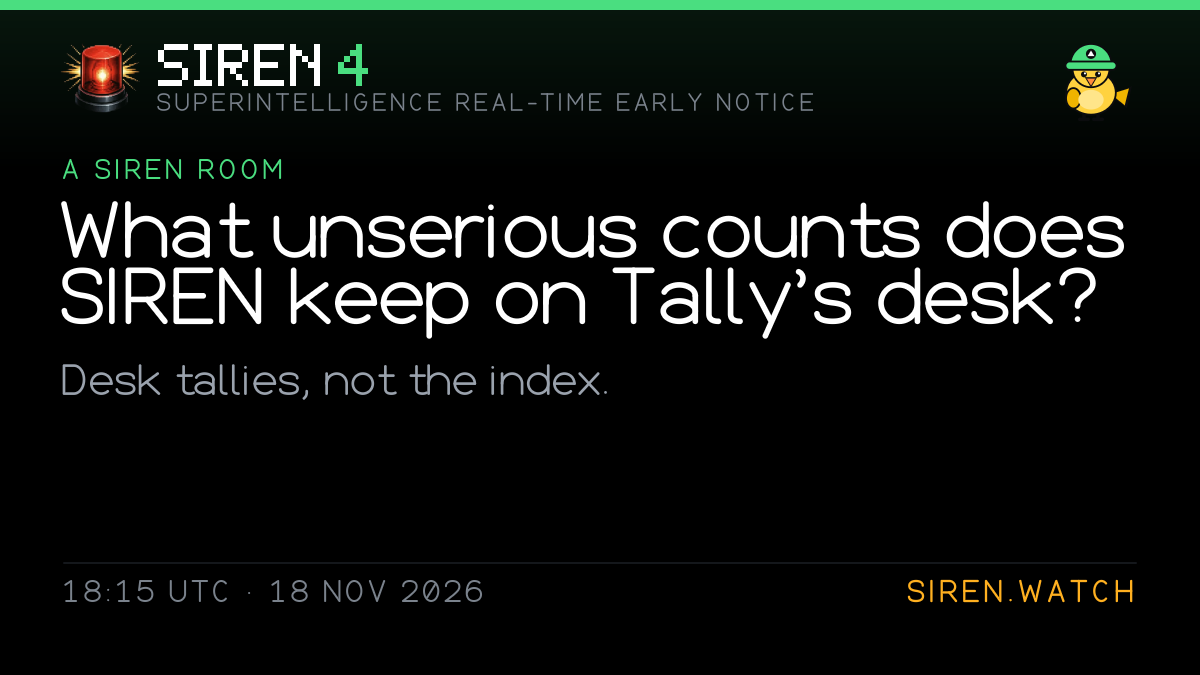 SIREN 4
SUPERINTELLIGENCE REAL-TIME EARLY NOTICE
A SIREN ROOM
What unserious counts does
SIREN keep on Tally’s desk?
Desk tallies, not the index.
18:15 UTC · 18 NOV 2026
SIREN.WATCH